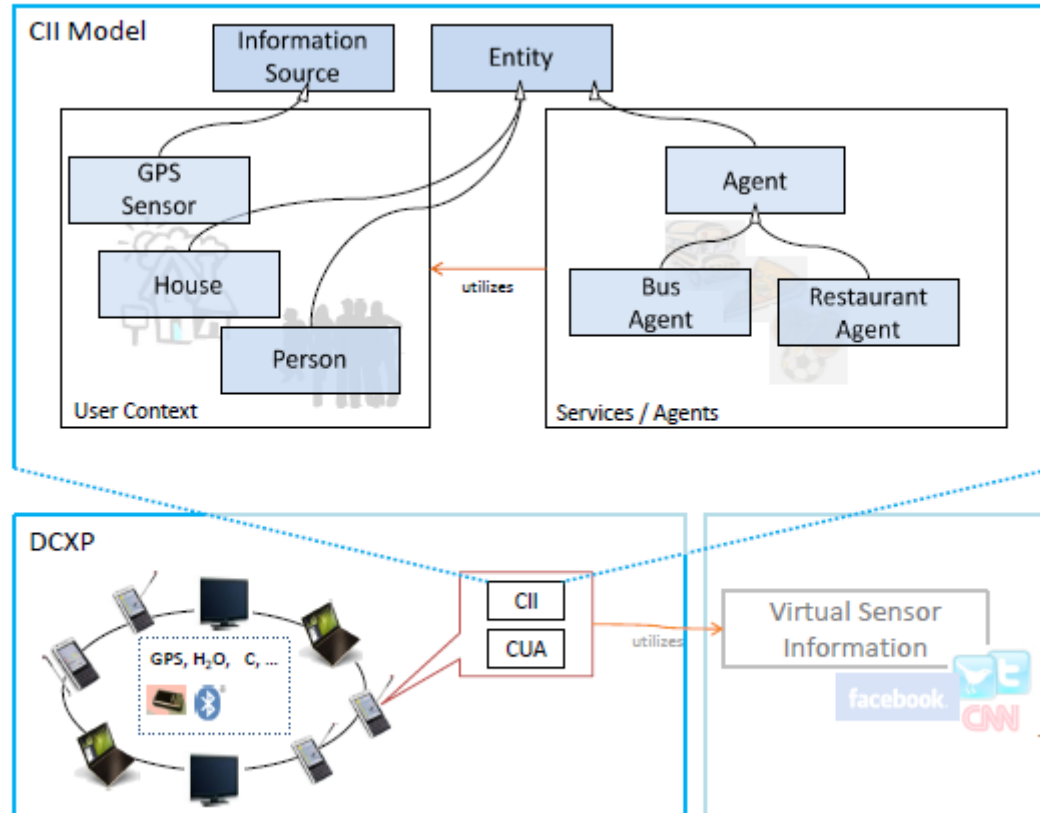 CII Model
Information
Source
Entity
GPS
Sensor
House
Person
User Context
utilizes
Agent
Bus
Agent
Restaurant
Agent
Services / Agents
DCXP
GPS, H2O, C, ...
CII
CUA
utilizes
Virtual Sensor
Information
facebook.
t
CNN